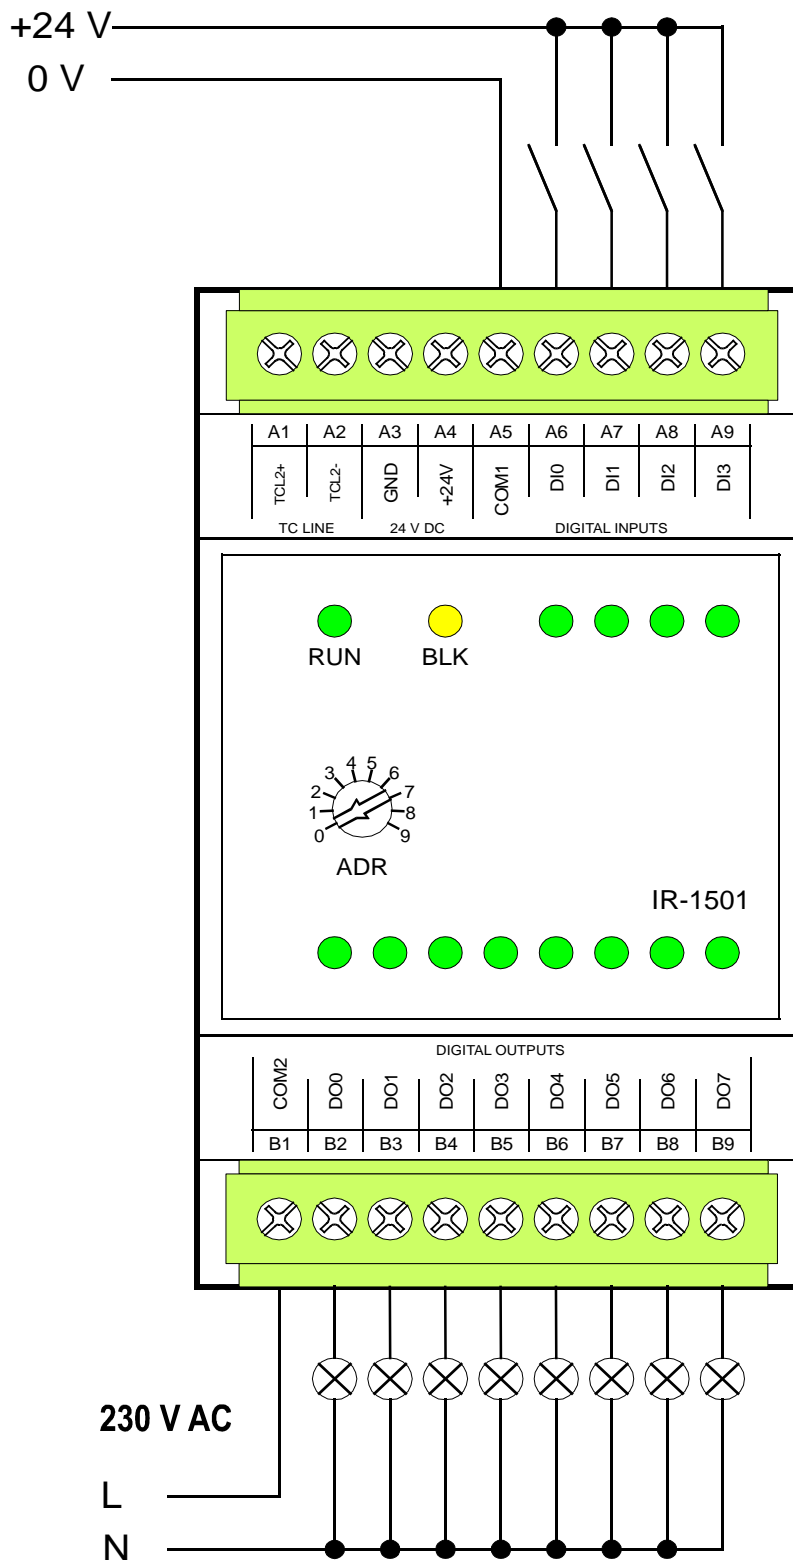 +24 V
0 V
A1 A2 A3 A4 A5 A6 A7 A8 A9
TCL2+ TCL2- GND +24V COM1 DI0 DI1 DI2 DI3
TC LINE 24 V DC DIGITAL INPUTS
RUN BLK
0 1 2 3 4 5 6 7 8 9
ADR
IR-1501
DIGITAL OUTPUTS
COM2 DO0 DO1 DO2 DO3 DO4 DO5 DO6 DO7
B1 B2 B3 B4 B5 B6 B7 B8 B9
230 V AC
L
N